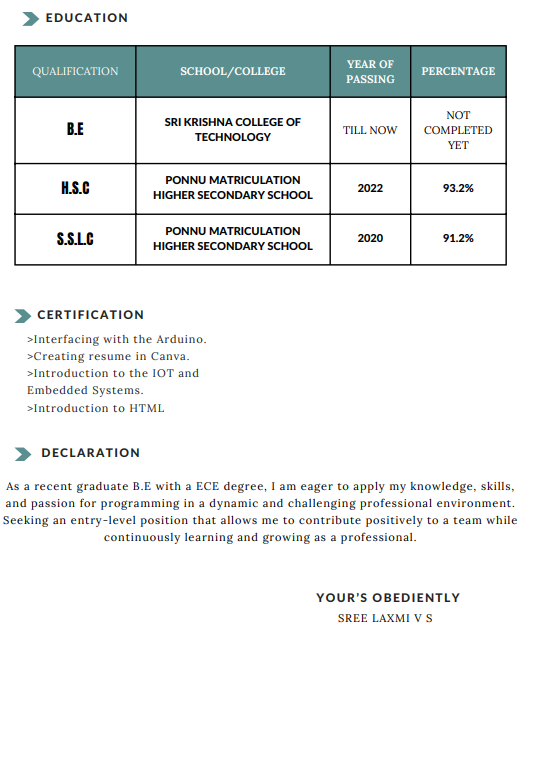 EDUCATION
QUALIFICATION SCHOOL/COLLEGE YEAR OF PASSING PERCENTAGE
B.E SRI KRISHNA COLLEGE OF TECHNOLOGY TILL NOW NOT COMPLETED YET
H.S.C PONNU MATRICULATION HIGHER SECONDARY SCHOOL 2022 93.2%
S.S.L.C PONNU MATRICULATION HIGHER SECONDARY SCHOOL 2020 91.2%
CERTIFICATION
>Interfacing with the Arduino.
>Creating resume in Canva.
>Introduction to the IOT and
Embedded Systems.
>Introduction to HTML
DECLARATION
As a recent graduate B.E with a ECE degree, I am eager to apply my knowledge, skills,
and passion for programming in a dynamic and challenging professional environment.
Seeking an entry-level position that allows me to contribute positively to a team while
continuously learning and growing as a professional.
YOUR'S OBEDIENTLY
SREE LAXMI V S